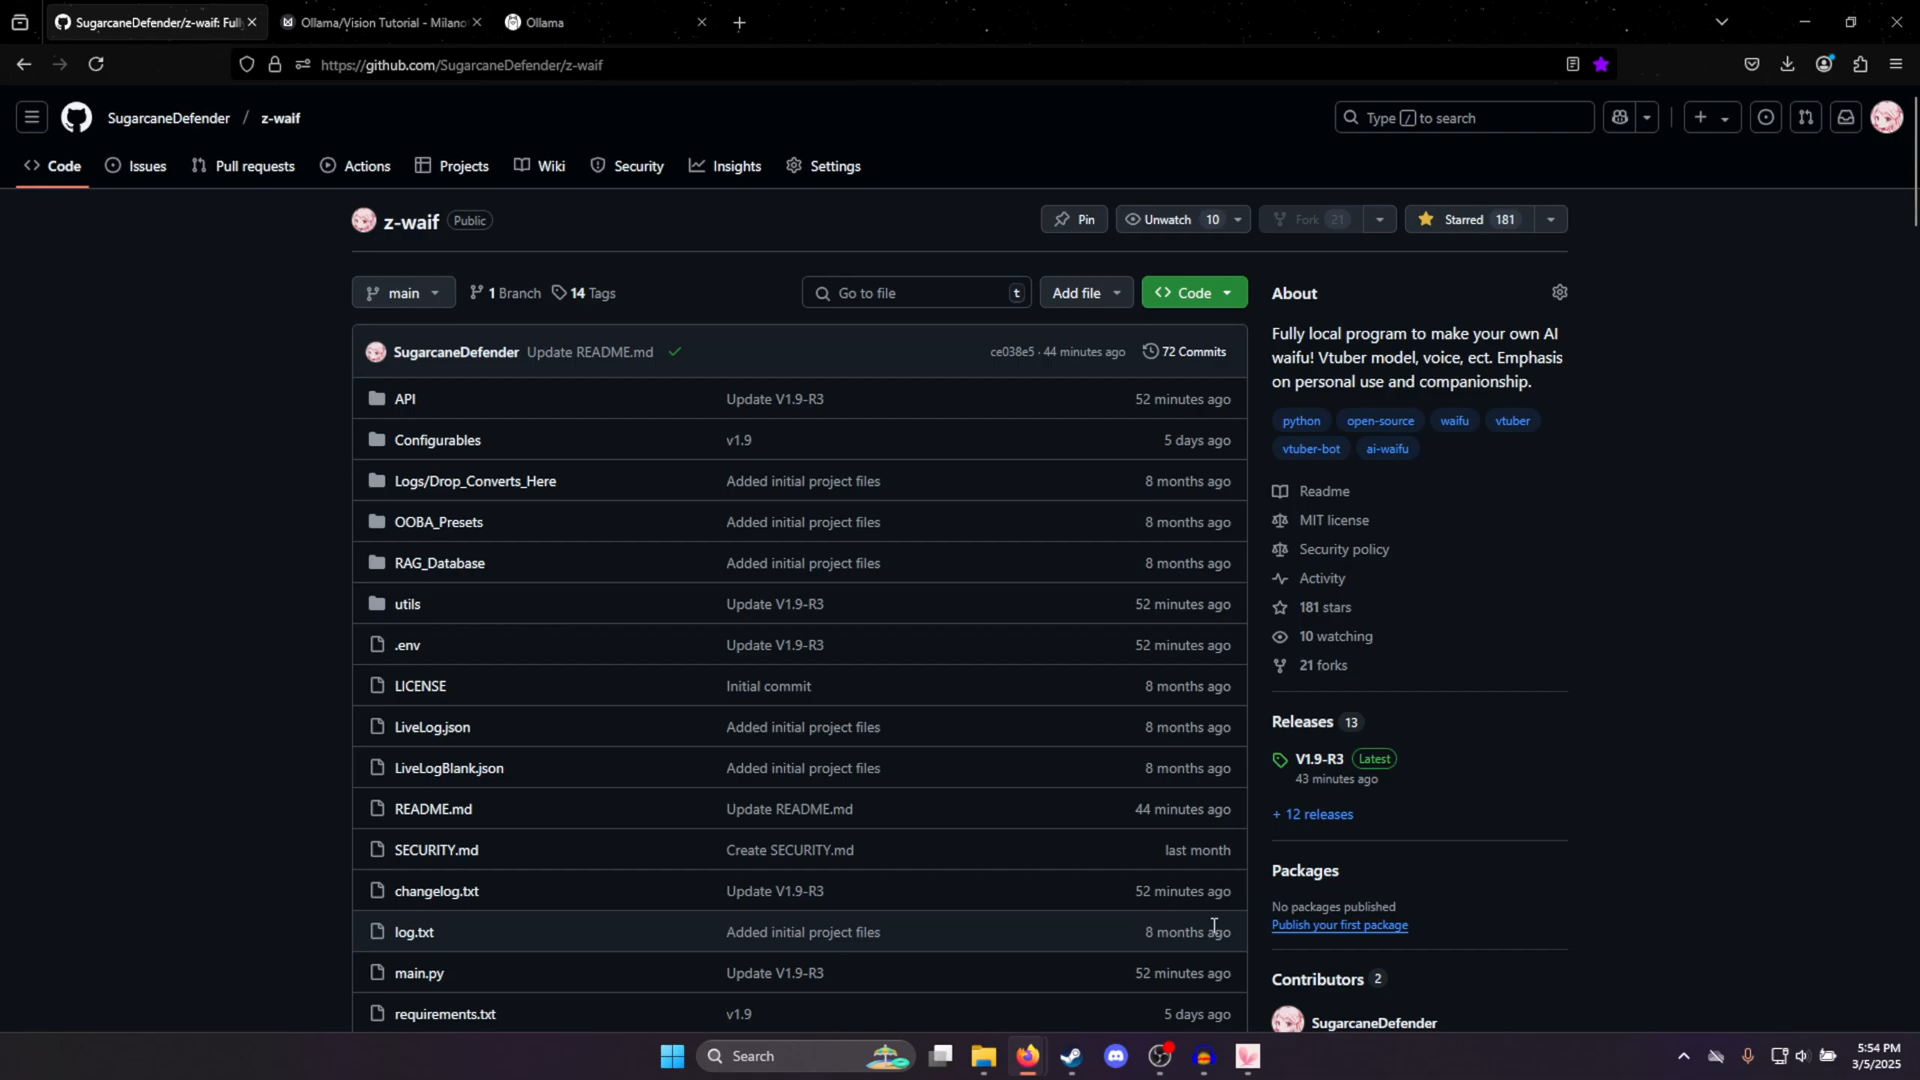 SugarcaneDefender/z-waif: Full
Ollama/Vision Tutorial - Milano
Ollama
https://github.com/SugarcaneDefender/z-waif
SugarcaneDefender / z-waif
Type / to search
Code
Issues
Pull requests
Actions
Projects
Wiki
Security
Insights
Settings
z-waif Public
Pin
Unwatch 10
Fork 21
Starred 181
main
1 Branch
14 Tags
Go to file t
Add file
Code
SugarcaneDefender Update README.md ce038e5 · 44 minutes ago 72 Commits
API Update V1.9-R3 52 minutes ago
Configurables v1.9 5 days ago
Logs/Drop_Converts_Here Added initial project files 8 months ago
OOBA_Presets Added initial project files 8 months ago
RAG_Database Added initial project files 8 months ago
utils Update V1.9-R3 52 minutes ago
.env Update V1.9-R3 52 minutes ago
LICENSE Initial commit 8 months ago
LiveLog.json Added initial project files 8 months ago
LiveLogBlank.json Added initial project files 8 months ago
README.md Update README.md 44 minutes ago
SECURITY.md Create SECURITY.md last month
changelog.txt Update V1.9-R3 52 minutes ago
log.txt Added initial project files 8 months ago
main.py Update V1.9-R3 52 minutes ago
requirements.txt v1.9 5 days ago
About
Fully local program to make your own AI
waifu! Vtuber model, voice, ect. Emphasis
on personal use and companionship.
python open-source waifu vtuber
vtuber-bot ai-waifu
Readme
MIT license
Security policy
Activity
181 stars
10 watching
21 forks
Releases 13
V1.9-R3 Latest
43 minutes ago
+ 12 releases
Packages
No packages published
Publish your first package
Contributors 2
SugarcaneDefender
Search
5:54 PM
3/5/2025